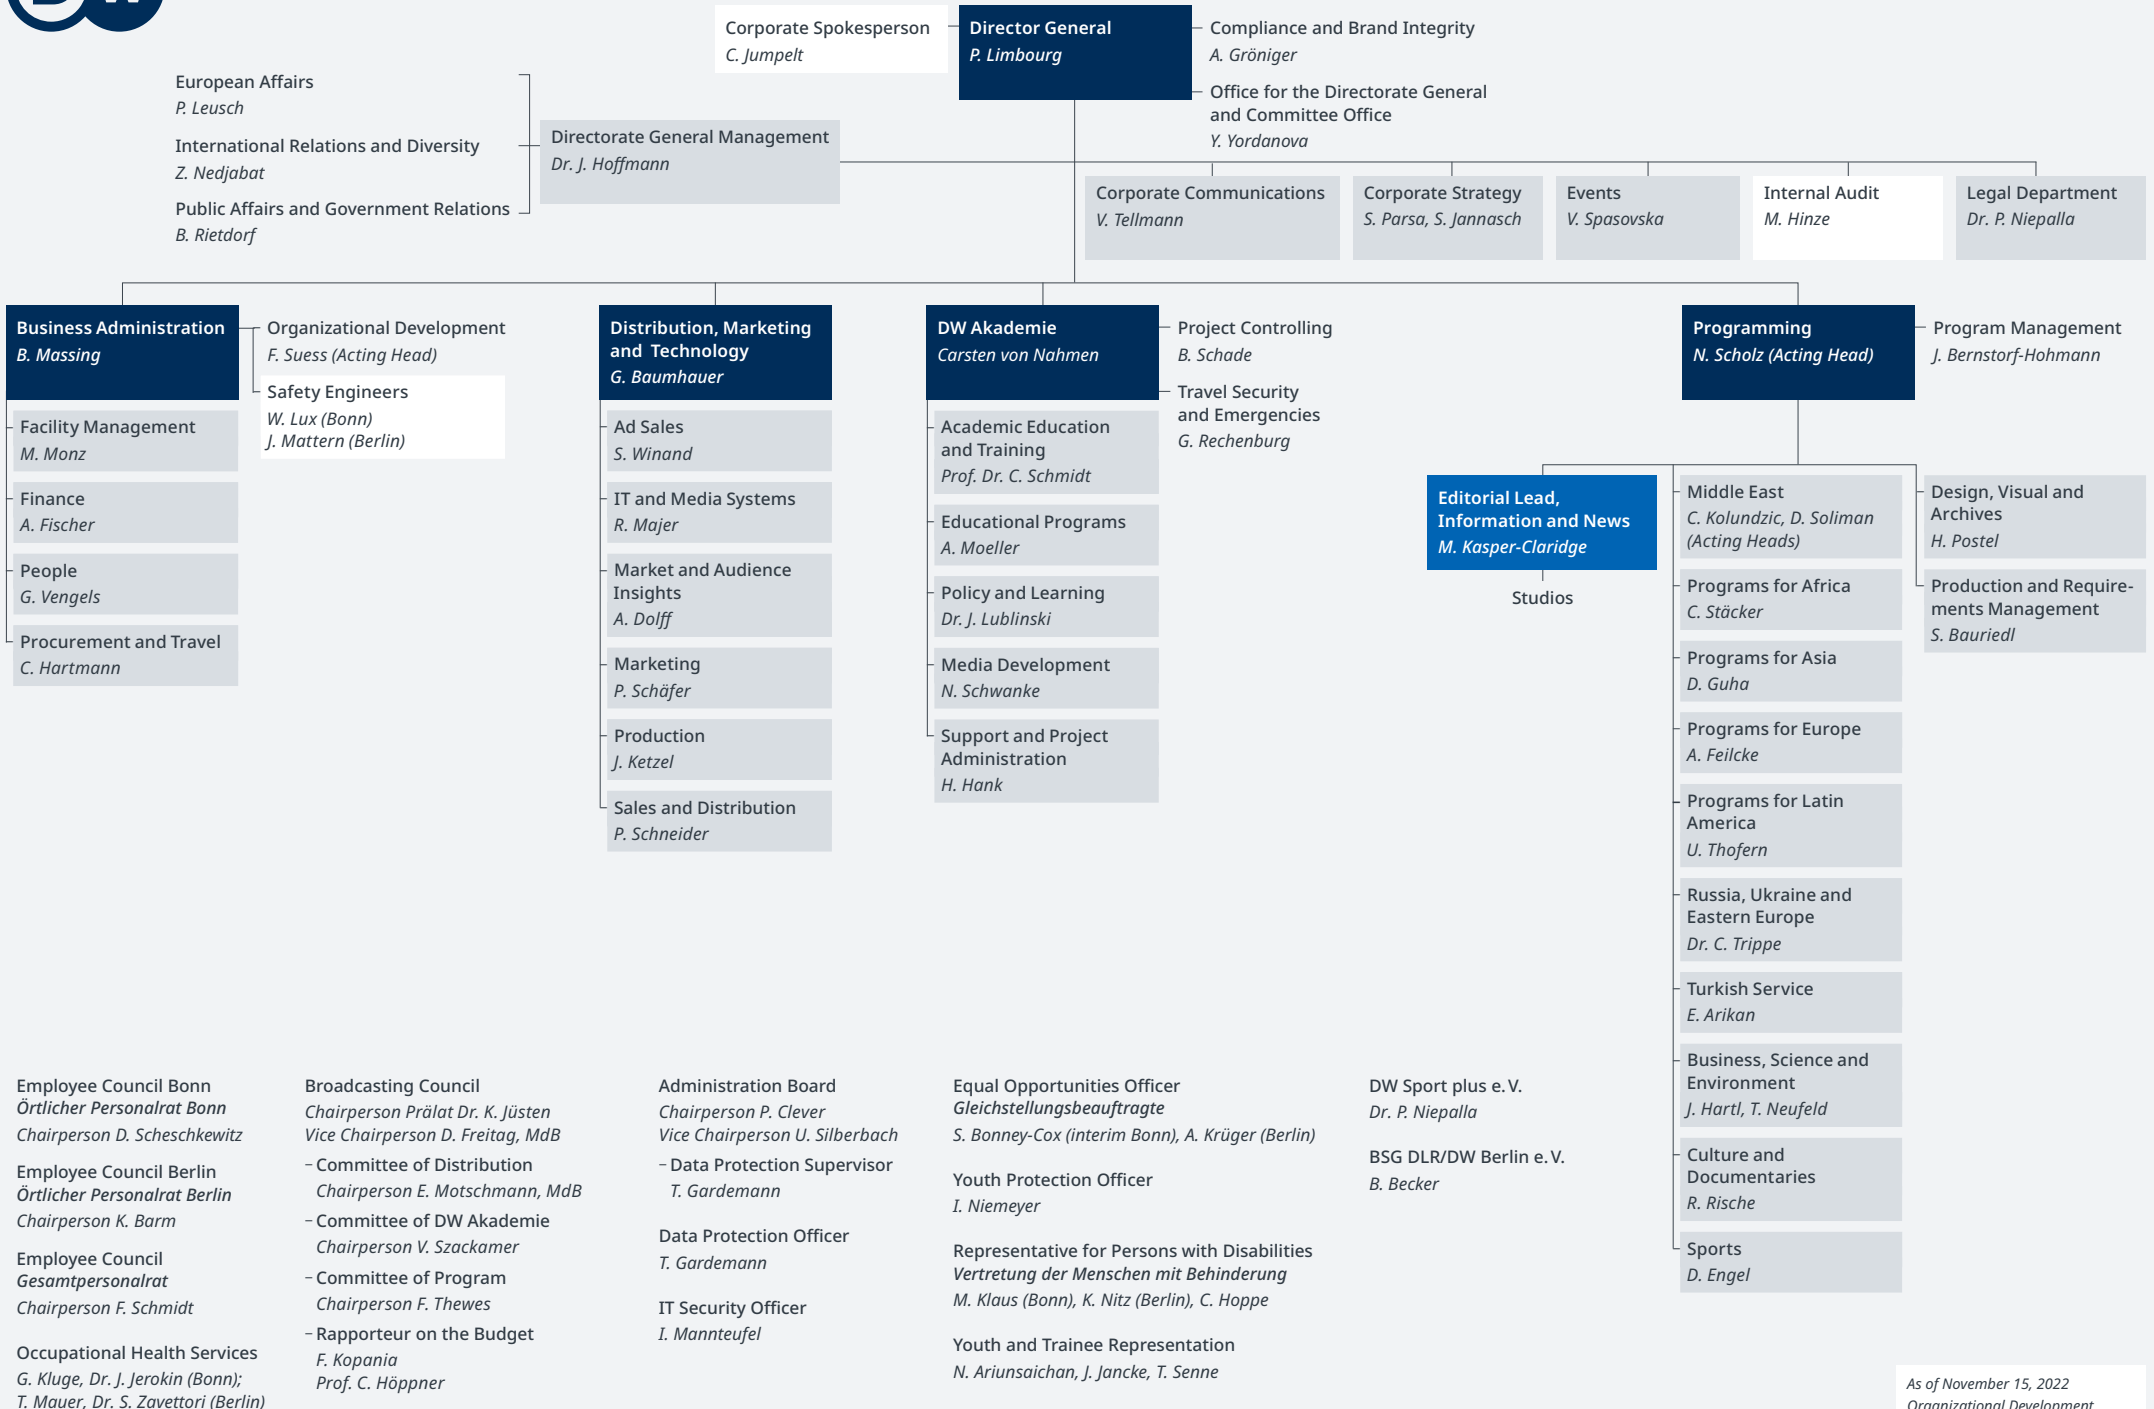 Corporate Spokesperson
C. Jumpelt
Director General
P. Limbourg
Compliance and Brand Integrity
A. Gröniger
Office for the Directorate General
and Committee Office
Y. Yordanova
European Affairs
P. Leusch
International Relations and Diversity
Z. Nedjabat
Public Affairs and Government Relations
B. Rietdorf
Directorate General Management
Dr. J. Hoffmann
Corporate Communications
V. Tellmann
Corporate Strategy
S. Parsa, S. Jannasch
Events
V. Spasovska
Internal Audit
M. Hinze
Legal Department
Dr. P. Niepalla
Business Administration
B. Massing
Organizational Development
F. Suess (Acting Head)
Safety Engineers
W. Lux (Bonn)
J. Mattern (Berlin)
Facility Management
M. Monz
Finance
A. Fischer
People
G. Vengels
Procurement and Travel
C. Hartmann
Distribution, Marketing
and Technology
G. Baumhauer
Ad Sales
S. Winand
IT and Media Systems
R. Majer
Market and Audience
Insights
A. Dolff
Marketing
P. Schäfer
Production
J. Ketzel
Sales and Distribution
P. Schneider
DW Akademie
Carsten von Nahmen
Project Controlling
B. Schade
Travel Security
and Emergencies
G. Rechenburg
Academic Education
and Training
Prof. Dr. C. Schmidt
Educational Programs
A. Moeller
Policy and Learning
Dr. J. Lublinski
Media Development
N. Schwanke
Support and Project
Administration
H. Hank
Programming
N. Scholz (Acting Head)
Program Management
J. Bernstorf-Hohmann
Editorial Lead,
Information and News
M. Kasper-Claridge
Studios
Middle East
C. Kolundzic, D. Soliman
(Acting Heads)
Programs for Africa
C. Stäcker
Programs for Asia
D. Guha
Programs for Europe
A. Feilcke
Programs for Latin
America
U. Thofern
Russia, Ukraine and
Eastern Europe
Dr. C. Trippe
Turkish Service
E. Arikan
Business, Science and
Environment
J. Hartl, T. Neufeld
Culture and
Documentaries
R. Rische
Sports
D. Engel
Design, Visual and
Archives
H. Postel
Production and Require-
ments Management
S. Bauriedl
Employee Council Bonn
Örtlicher Personalrat Bonn
Chairperson D. Scheschkewitz
Employee Council Berlin
Örtlicher Personalrat Berlin
Chairperson K. Barm
Employee Council
Gesamtpersonalrat
Chairperson F. Schmidt
Occupational Health Services
G. Kluge, Dr. J. Jerokin (Bonn);
T. Mauer, Dr. S. Zavettori (Berlin)
Broadcasting Council
Chairperson Prälat Dr. K. Jüsten
Vice Chairperson D. Freitag, MdB
– Committee of Distribution
Chairperson E. Motschmann, MdB
– Committee of DW Akademie
Chairperson V. Szackamer
– Committee of Program
Chairperson F. Thewes
– Rapporteur on the Budget
F. Kopania
Prof. C. Höppner
Administration Board
Chairperson P. Clever
Vice Chairperson U. Silberbach
– Data Protection Supervisor
T. Gardemann
Data Protection Officer
T. Gardemann
IT Security Officer
I. Mannteufel
Equal Opportunities Officer
Gleichstellungsbeauftragte
S. Bonney-Cox (interim Bonn), A. Krüger (Berlin)
Youth Protection Officer
I. Niemeyer
Representative for Persons with Disabilities
Vertretung der Menschen mit Behinderung
M. Klaus (Bonn), K. Nitz (Berlin), C. Hoppe
Youth and Trainee Representation
N. Ariunsaichan, J. Jancke, T. Senne
DW Sport plus e. V.
Dr. P. Niepalla
BSG DLR/DW Berlin e. V.
B. Becker
As of November 15, 2022
Organizational Development